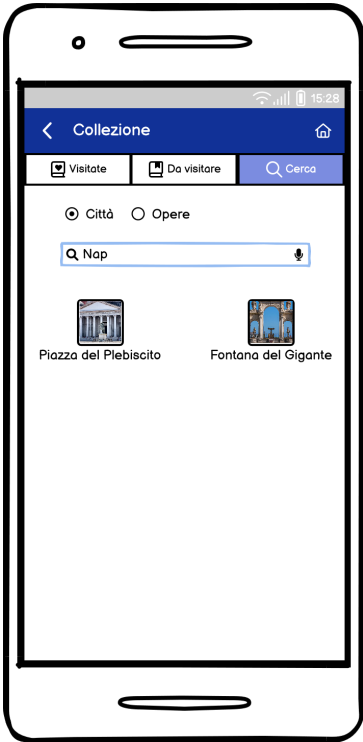 15:28
Collezione
Visitate Da visitare Cerca
Città Opere
Nap
Piazza del Plebiscito Fontana del Gigante